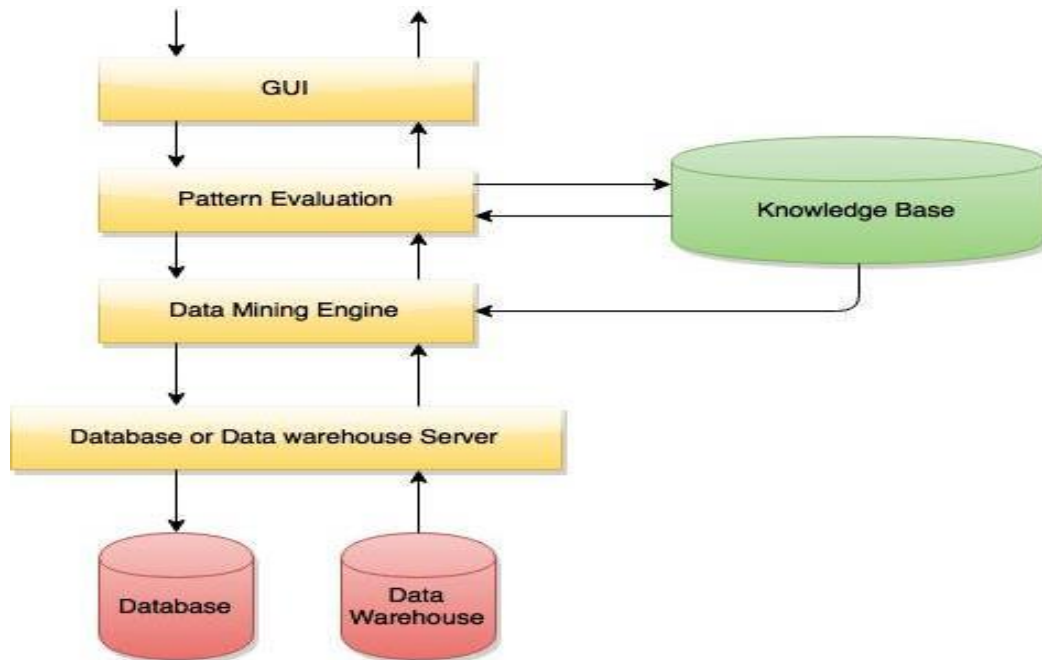 GUI
Pattern Evaluation
Knowledge Base
Data Mining Engine
Database or Data warehouse Server
Database
Data
Warehouse